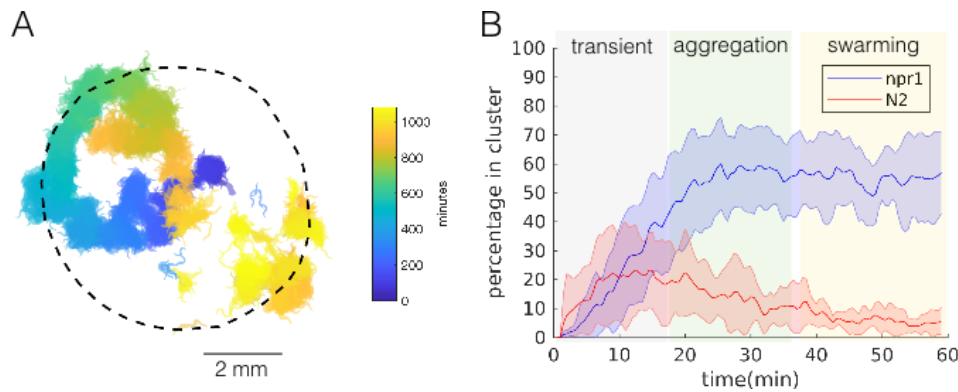 A
1000
800
600
400
200
0
minutes
2 mm
B
transient aggregation swarming
npr1
N2
100
90
80
70
60
50
40
30
20
10
0
percentage in cluster
0 10 20 30 40 50 60
time(min)